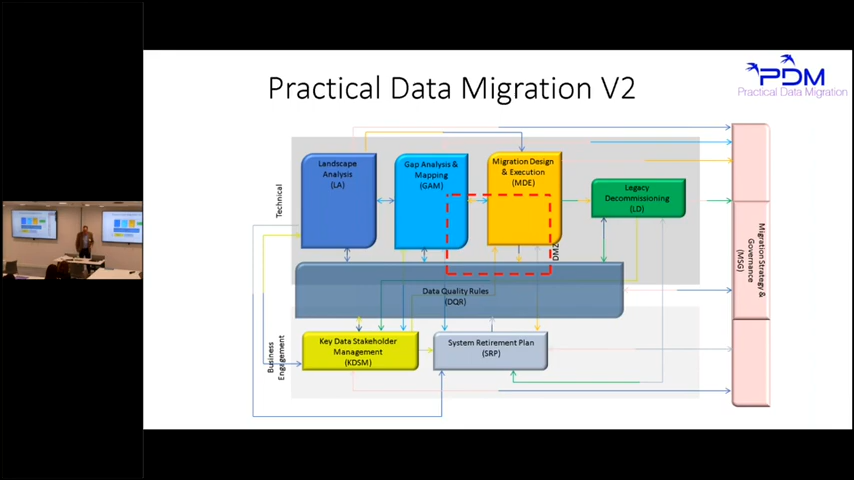 Practical Data Migration V2
PDM
Practical Data Migration
Technical
Landscape
Analysis
(LA)
Gap Analysis &
Mapping
(GAM)
Migration Design
& Execution
(MDE)
Legacy
Decommissioning
(LD)
DMZ
Data Quality Rules
(DQR)
Migration Strategy &
Governance
(MSG)
Business
Engagement
Key Data Stakeholder
Management
(KDSM)
System Retirement Plan
(SRP)